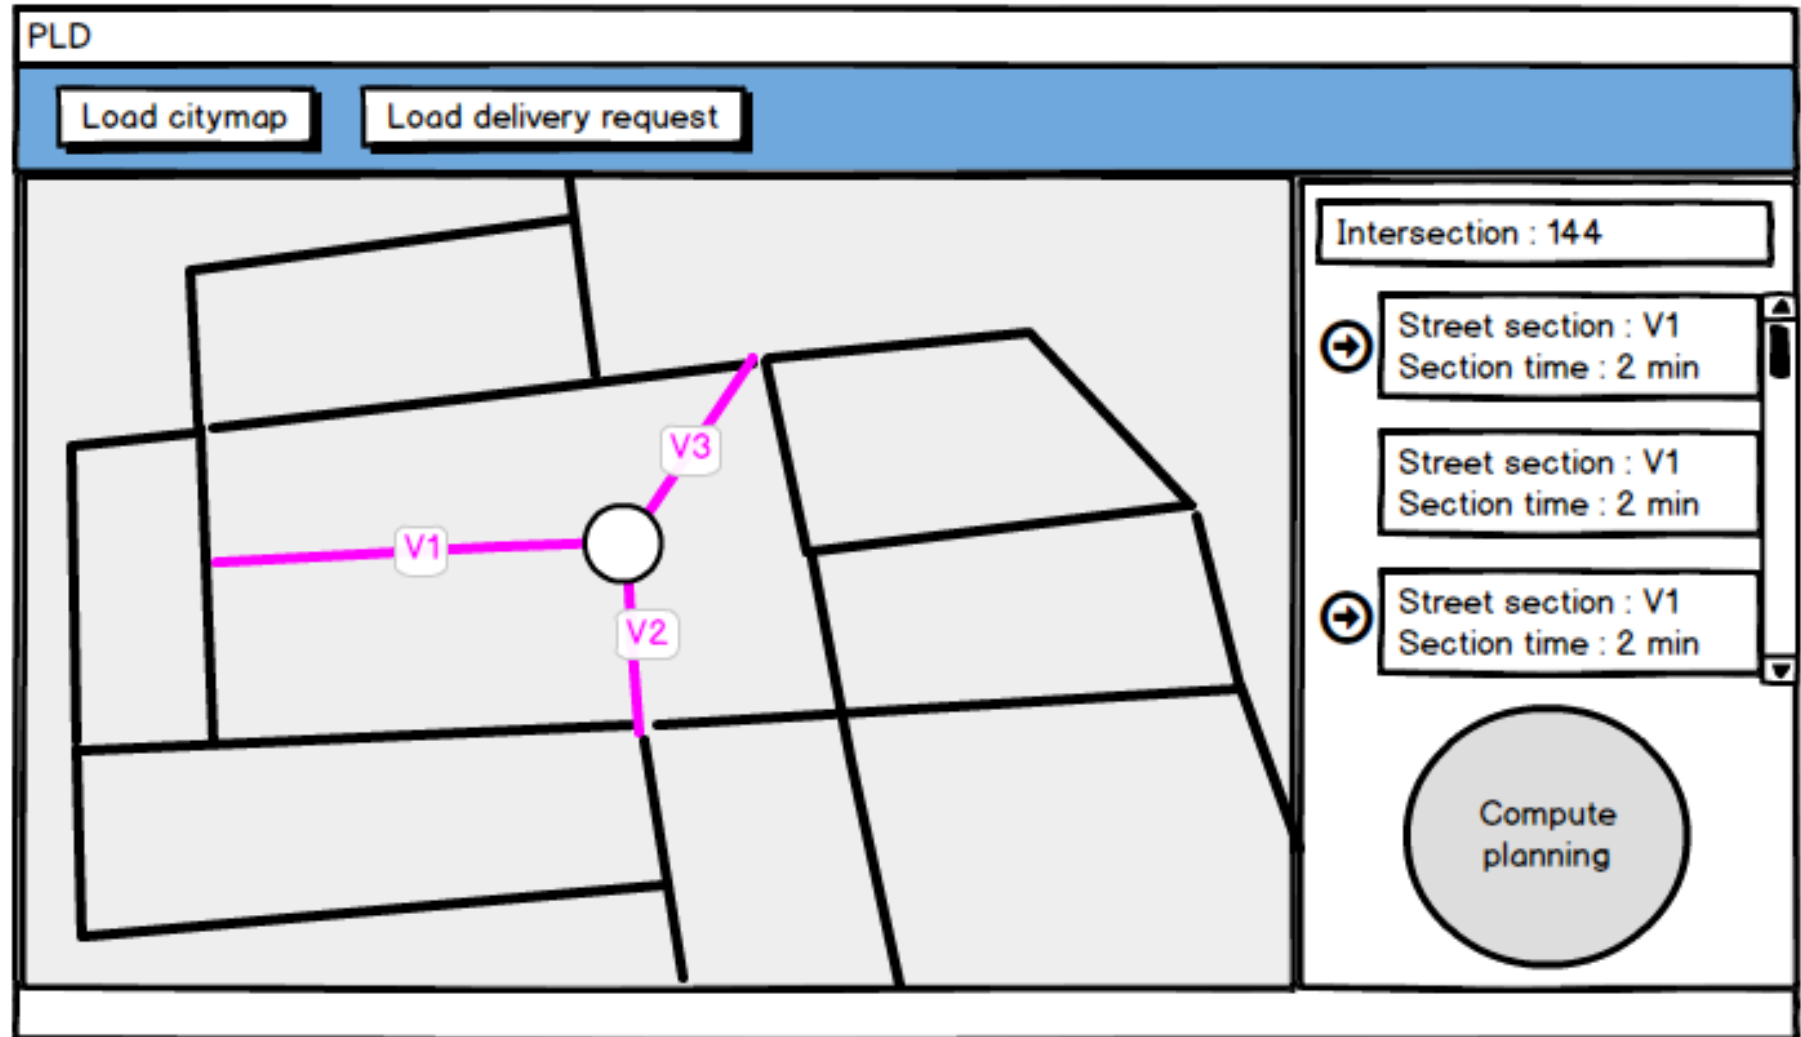 PLD
Load citymap
Load delivery request
V3
V1
V2
Intersection : 144
Street section : V1
Section time : 2 min
Street section : V1
Section time : 2 min
Street section : V1
Section time : 2 min
Compute
planning